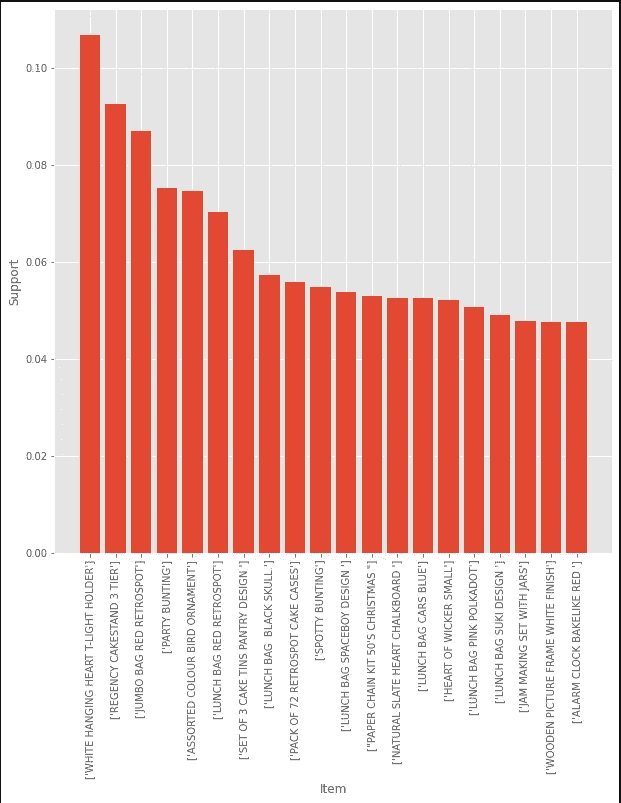 0.10
0.08
0.06
0.04
0.02
0.00
Support
['WHITE HANGING HEART T-LIGHT HOLDER']
['REGENCY CAKESTAND 3 TIER']
['JUMBO BAG RED RETROSPOT']
['PARTY BUNTING']
['ASSORTED COLOUR BIRD ORNAMENT']
['LUNCH BAG RED RETROSPOT']
['SET OF 3 CAKE TINS PANTRY DESIGN ']
['LUNCH BAG  BLACK SKULL.']
['PACK OF 72 RETROSPOT CAKE CASES']
['SPOTTY BUNTING']
['LUNCH BAG SPACEBOY DESIGN ']
["PAPER CHAIN KIT 50'S CHRISTMAS "]
['NATURAL SLATE HEART CHALKBOARD ']
['LUNCH BAG CARS BLUE']
['HEART OF WICKER SMALL']
['LUNCH BAG PINK POLKADOT']
['LUNCH BAG SUKI DESIGN ']
['JAM MAKING SET WITH JARS']
['WOODEN PICTURE FRAME WHITE FINISH']
['ALARM CLOCK BAKELIKE RED ']
Item